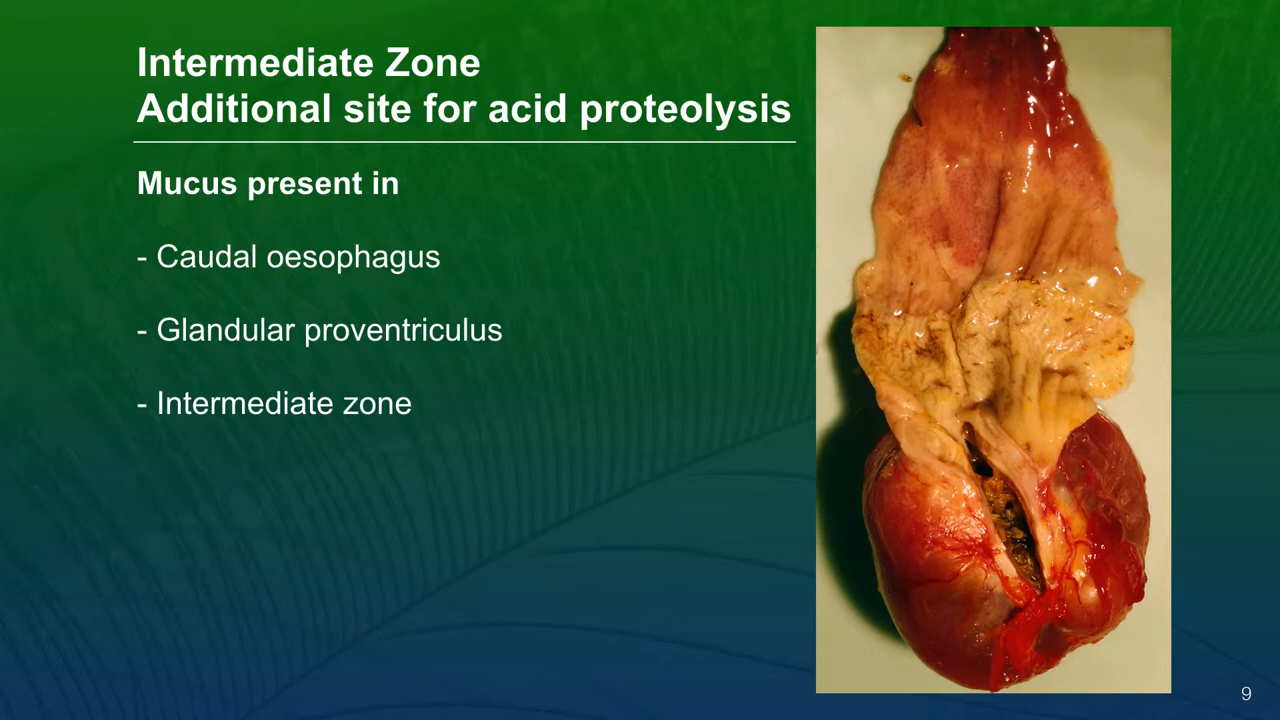 Intermediate Zone
Additional site for acid proteolysis
Mucus present in
- Caudal oesophagus
- Glandular proventriculus
- Intermediate zone
9